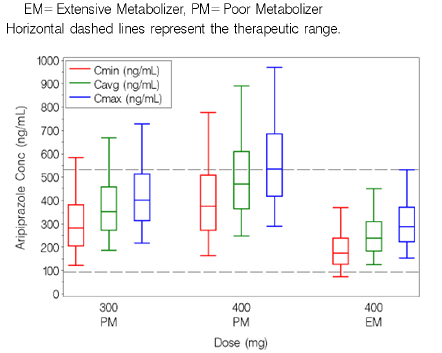 EM= Extensive Metabolizer, PM= Poor Metabolizer
Horizontal dashed lines represent the therapeutic range.
Cmin (ng/mL)
Cavg (ng/mL)
Cmax (ng/mL)
Aripiprazole Conc (ng/mL)
1000
900
800
700
600
500
400
300
200
100
0
300 400 400
PM PM EM
Dose (mg)